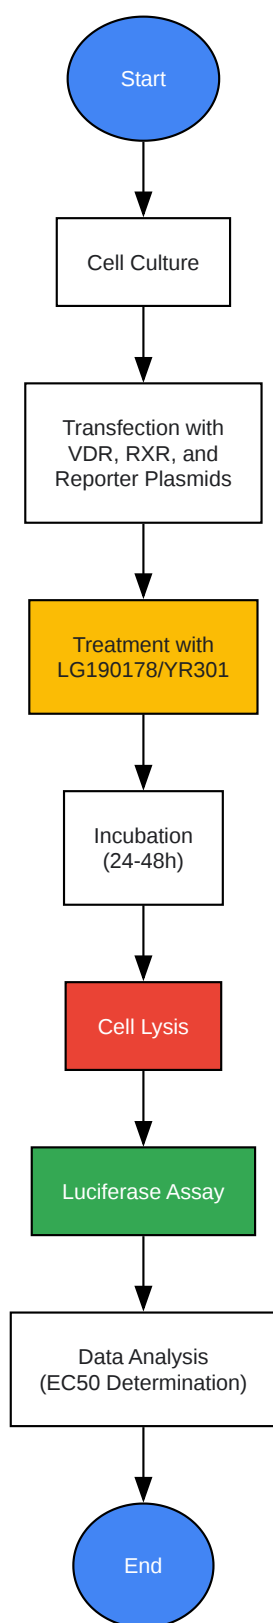 Start
Cell Culture
Transfection with
VDR, RXR, and
Reporter Plasmids
Treatment with
LG190178/YR301
Incubation
(24-48h)
Cell Lysis
Luciferase Assay
Data Analysis
(EC50 Determination)
End